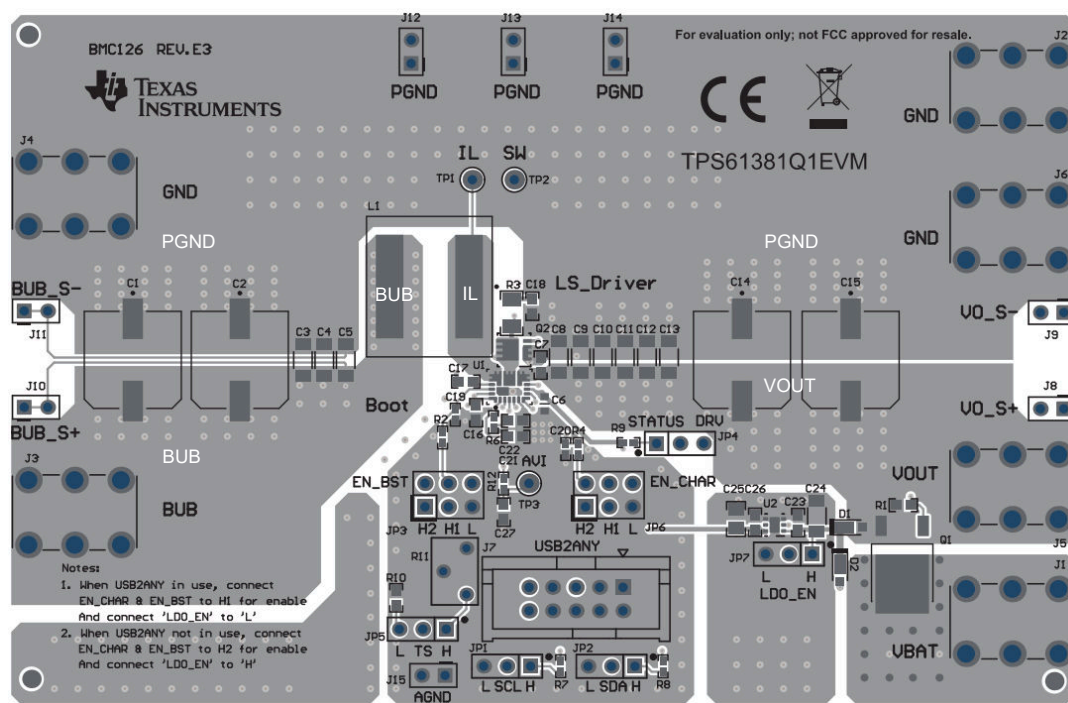 BMC126 REV.E3
TEXAS
INSTRUMENTS
J12
PGND
J13
PGND
J14
PGND
For evaluation only; not FCC approved for resale.
CE
TPS61381Q1EVM
J2
GND
J6
GND
J4
GND
IL
SW
TP1
TP2
L1
PGND
PGND
C1
C2
BUB
IL
LS_Driver
R3
C18
C14
C15
BUB_S-
J11
C3 C4 C5
Q2
C7
C8 C9 C10 C11 C12 C13
VO_S-
J9
U1
C17
VOUT
J10
BUB_S+
Boot
C19
C16
R2
R6
C6
C22
C20
R4
R9
STATUS DRV
JP4
J8
VO_S+
J3
BUB
BUB
EN_BST
C21
AVI
R12
TP3
C27
EN_CHAR
H2 H1 L
JP3
H2 H1 L
JP6
VOUT
C25
C26
U2
C23
C24
D1
R1
Q1
J5
JP7
L
H
LDO_EN
D2
J1
VBAT
R11
J7
USB2ANY
R10
JP5
L TS H
J15
AGND
JP1
L SCL H
R7
JP2
L SDA H
R8
Notes:
1. When USB2ANY in use, connect
EN_CHAR & EN_BST to H1 for enable
And connect 'LDO_EN' to 'L'
2. When USB2ANY not in use, connect
EN_CHAR & EN_BST to H2 for enable
And connect 'LDO_EN' to 'H'